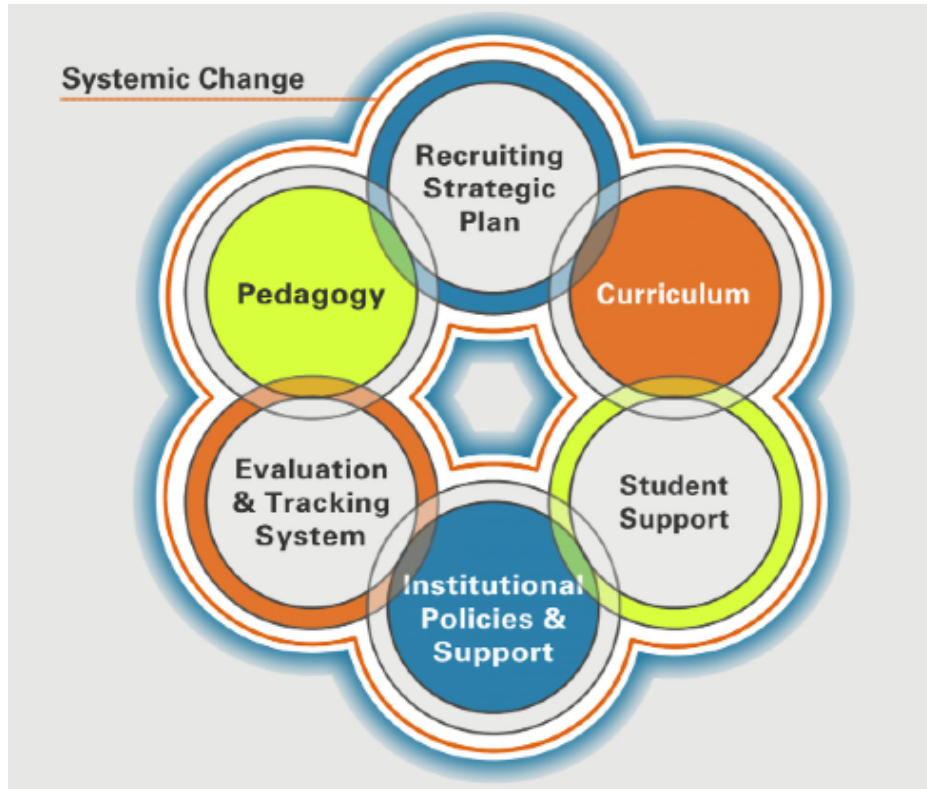 Systemic Change
Recruiting
Strategic
Plan
Pedagogy
Curriculum
Evaluation
& Tracking
System
Student
Support
Institutional
Policies &
Support